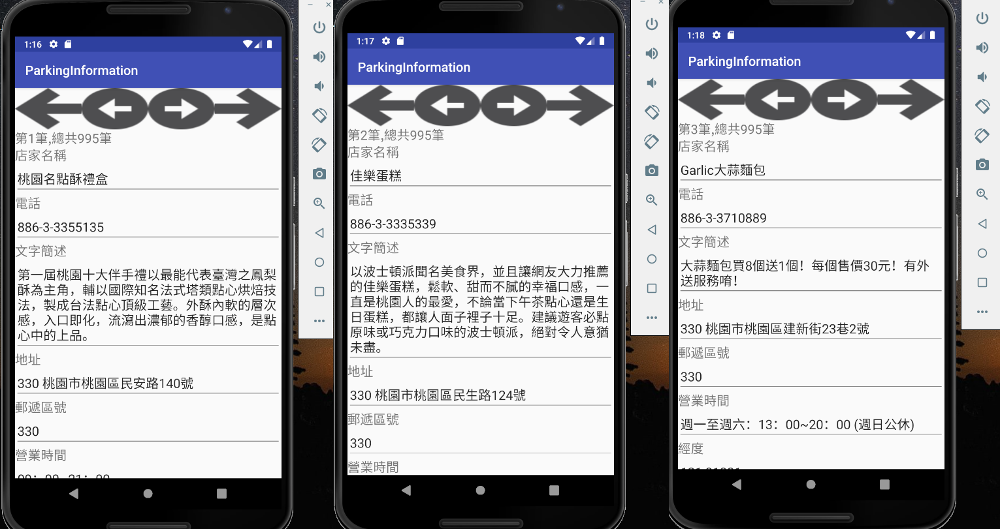 1:16
ParkingInformation
第1筆,總共995筆
店家名稱
桃園名點酥禮盒
電話
886-3-3355135
文字簡述
第一屆桃園十大伴手禮以最能代表臺灣之鳳梨
酥為主角，輔以國際知名法式塔類點心烘焙技
法，製成台法點心頂級工藝。外酥內軟的層次
感，入口即化，流瀉出濃郁的香醇口感，是點
心中的上品。
地址
330 桃園市桃園區民安路140號
郵遞區號
330
營業時間
1:17
ParkingInformation
第2筆,總共995筆
店家名稱
佳樂蛋糕
電話
886-3-3335339
文字簡述
以波士頓派聞名美食界，並且讓網友大力推薦
的佳樂蛋糕，鬆軟、甜而不膩的幸福口感，一
直是桃園人的最愛，不論當下午茶點心還是生
日蛋糕，都讓人面子裡子十足。建議遊客必點
原味或巧克力口味的波士頓派，絕對令人意猶
未盡。
地址
330 桃園市桃園區民生路124號
郵遞區號
330
營業時間
1:18
ParkingInformation
第3筆,總共995筆
店家名稱
Garlic大蒜麵包
電話
886-3-3710889
文字簡述
大蒜麵包買8個送1個！每個售價30元！有外
送服務唷！
地址
330 桃園市桃園區建新街23巷2號
郵遞區號
330
營業時間
週一至週六：13：00~20：00 (週日公休)
經度